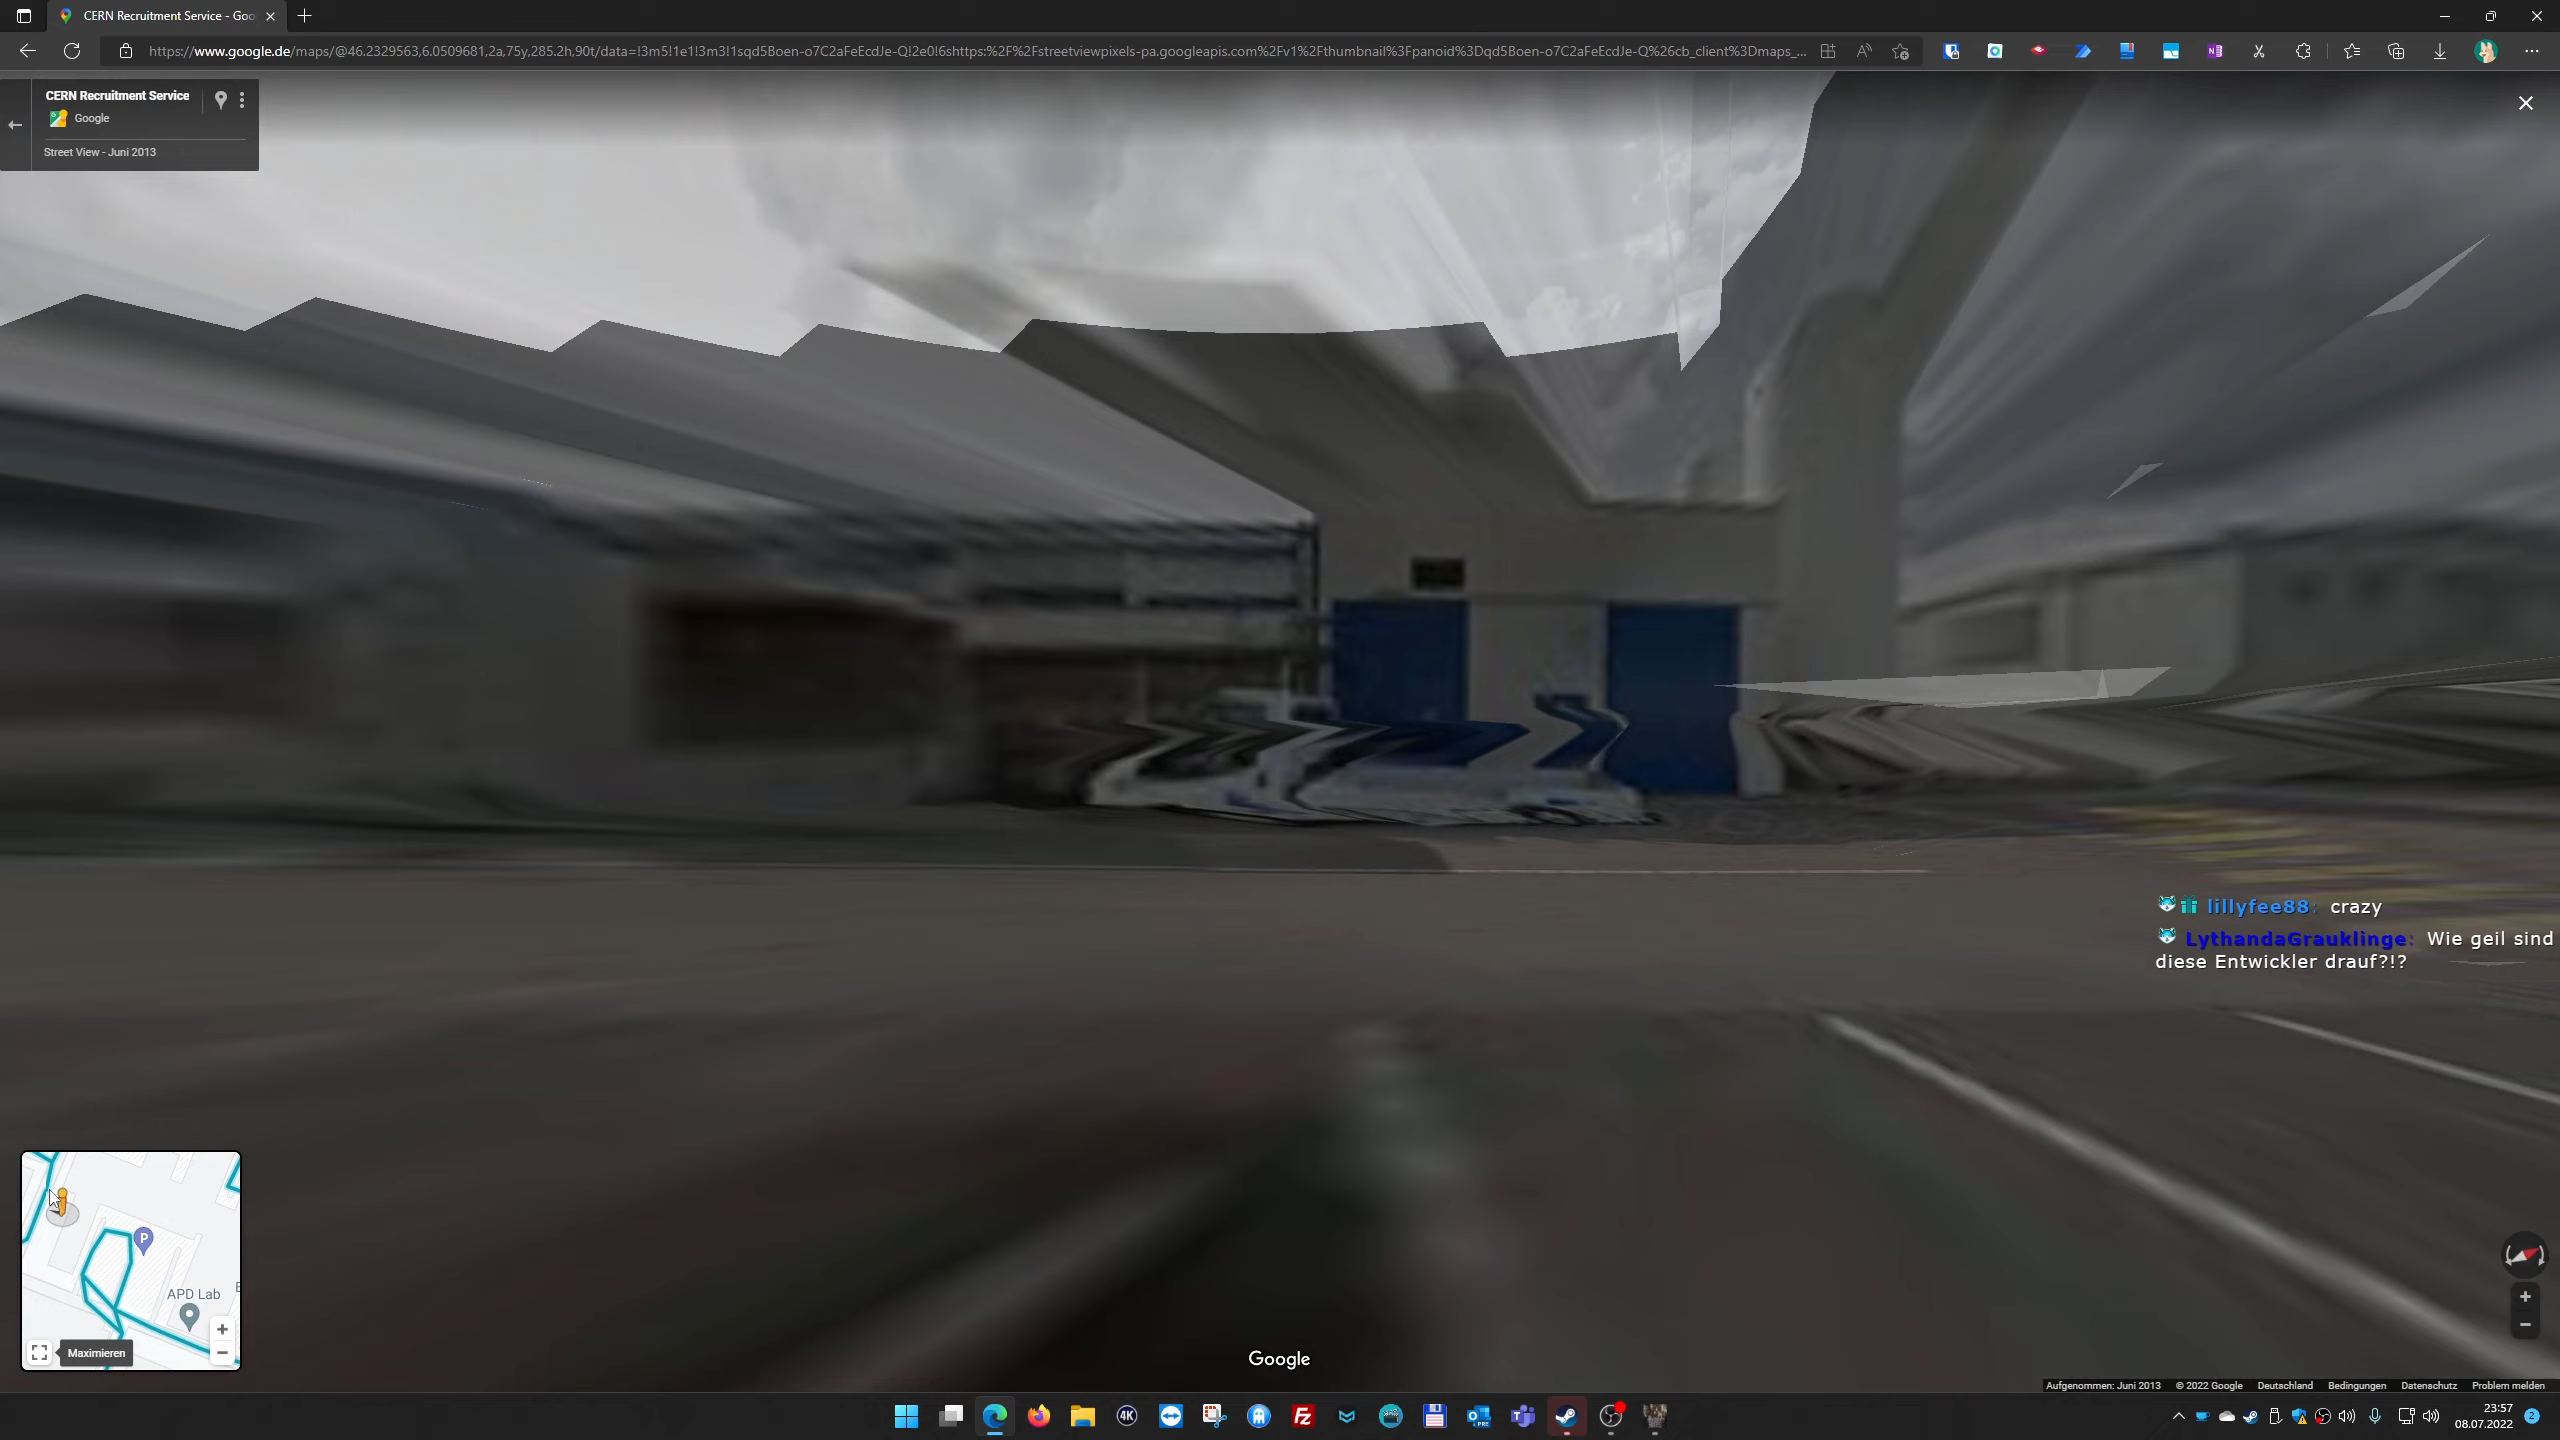 CERN Recruitment Service - Goo
https://www.google.de/maps/@46.2329563,6.0509681,2a,75y,285.2h,90t/data=!3m5!1e1!3m3!1sqd5Boen-o7C2aFeEcdJe-Q!2e0!6shttps:%2F%2Fstreetviewpixels-pa.googleapis.com%2Fv1%2Fthumbnail%3Fpanoid%3Dqd5Boen-o7C2aFeEcdJe-Q%26cb_client%3Dmaps_...
CERN Recruitment Service
Google
Street View - Juni 2013
lillyfee88: crazy
LythandaGrauklinge: Wie geil sind
diese Entwickler drauf?!?
P
APD Lab
Maximieren
Google
Aufgenommen: Juni 2013 © 2022 Google Deutschland Bedingungen Datenschutz Problem melden
4K
23:57
08.07.2022
2